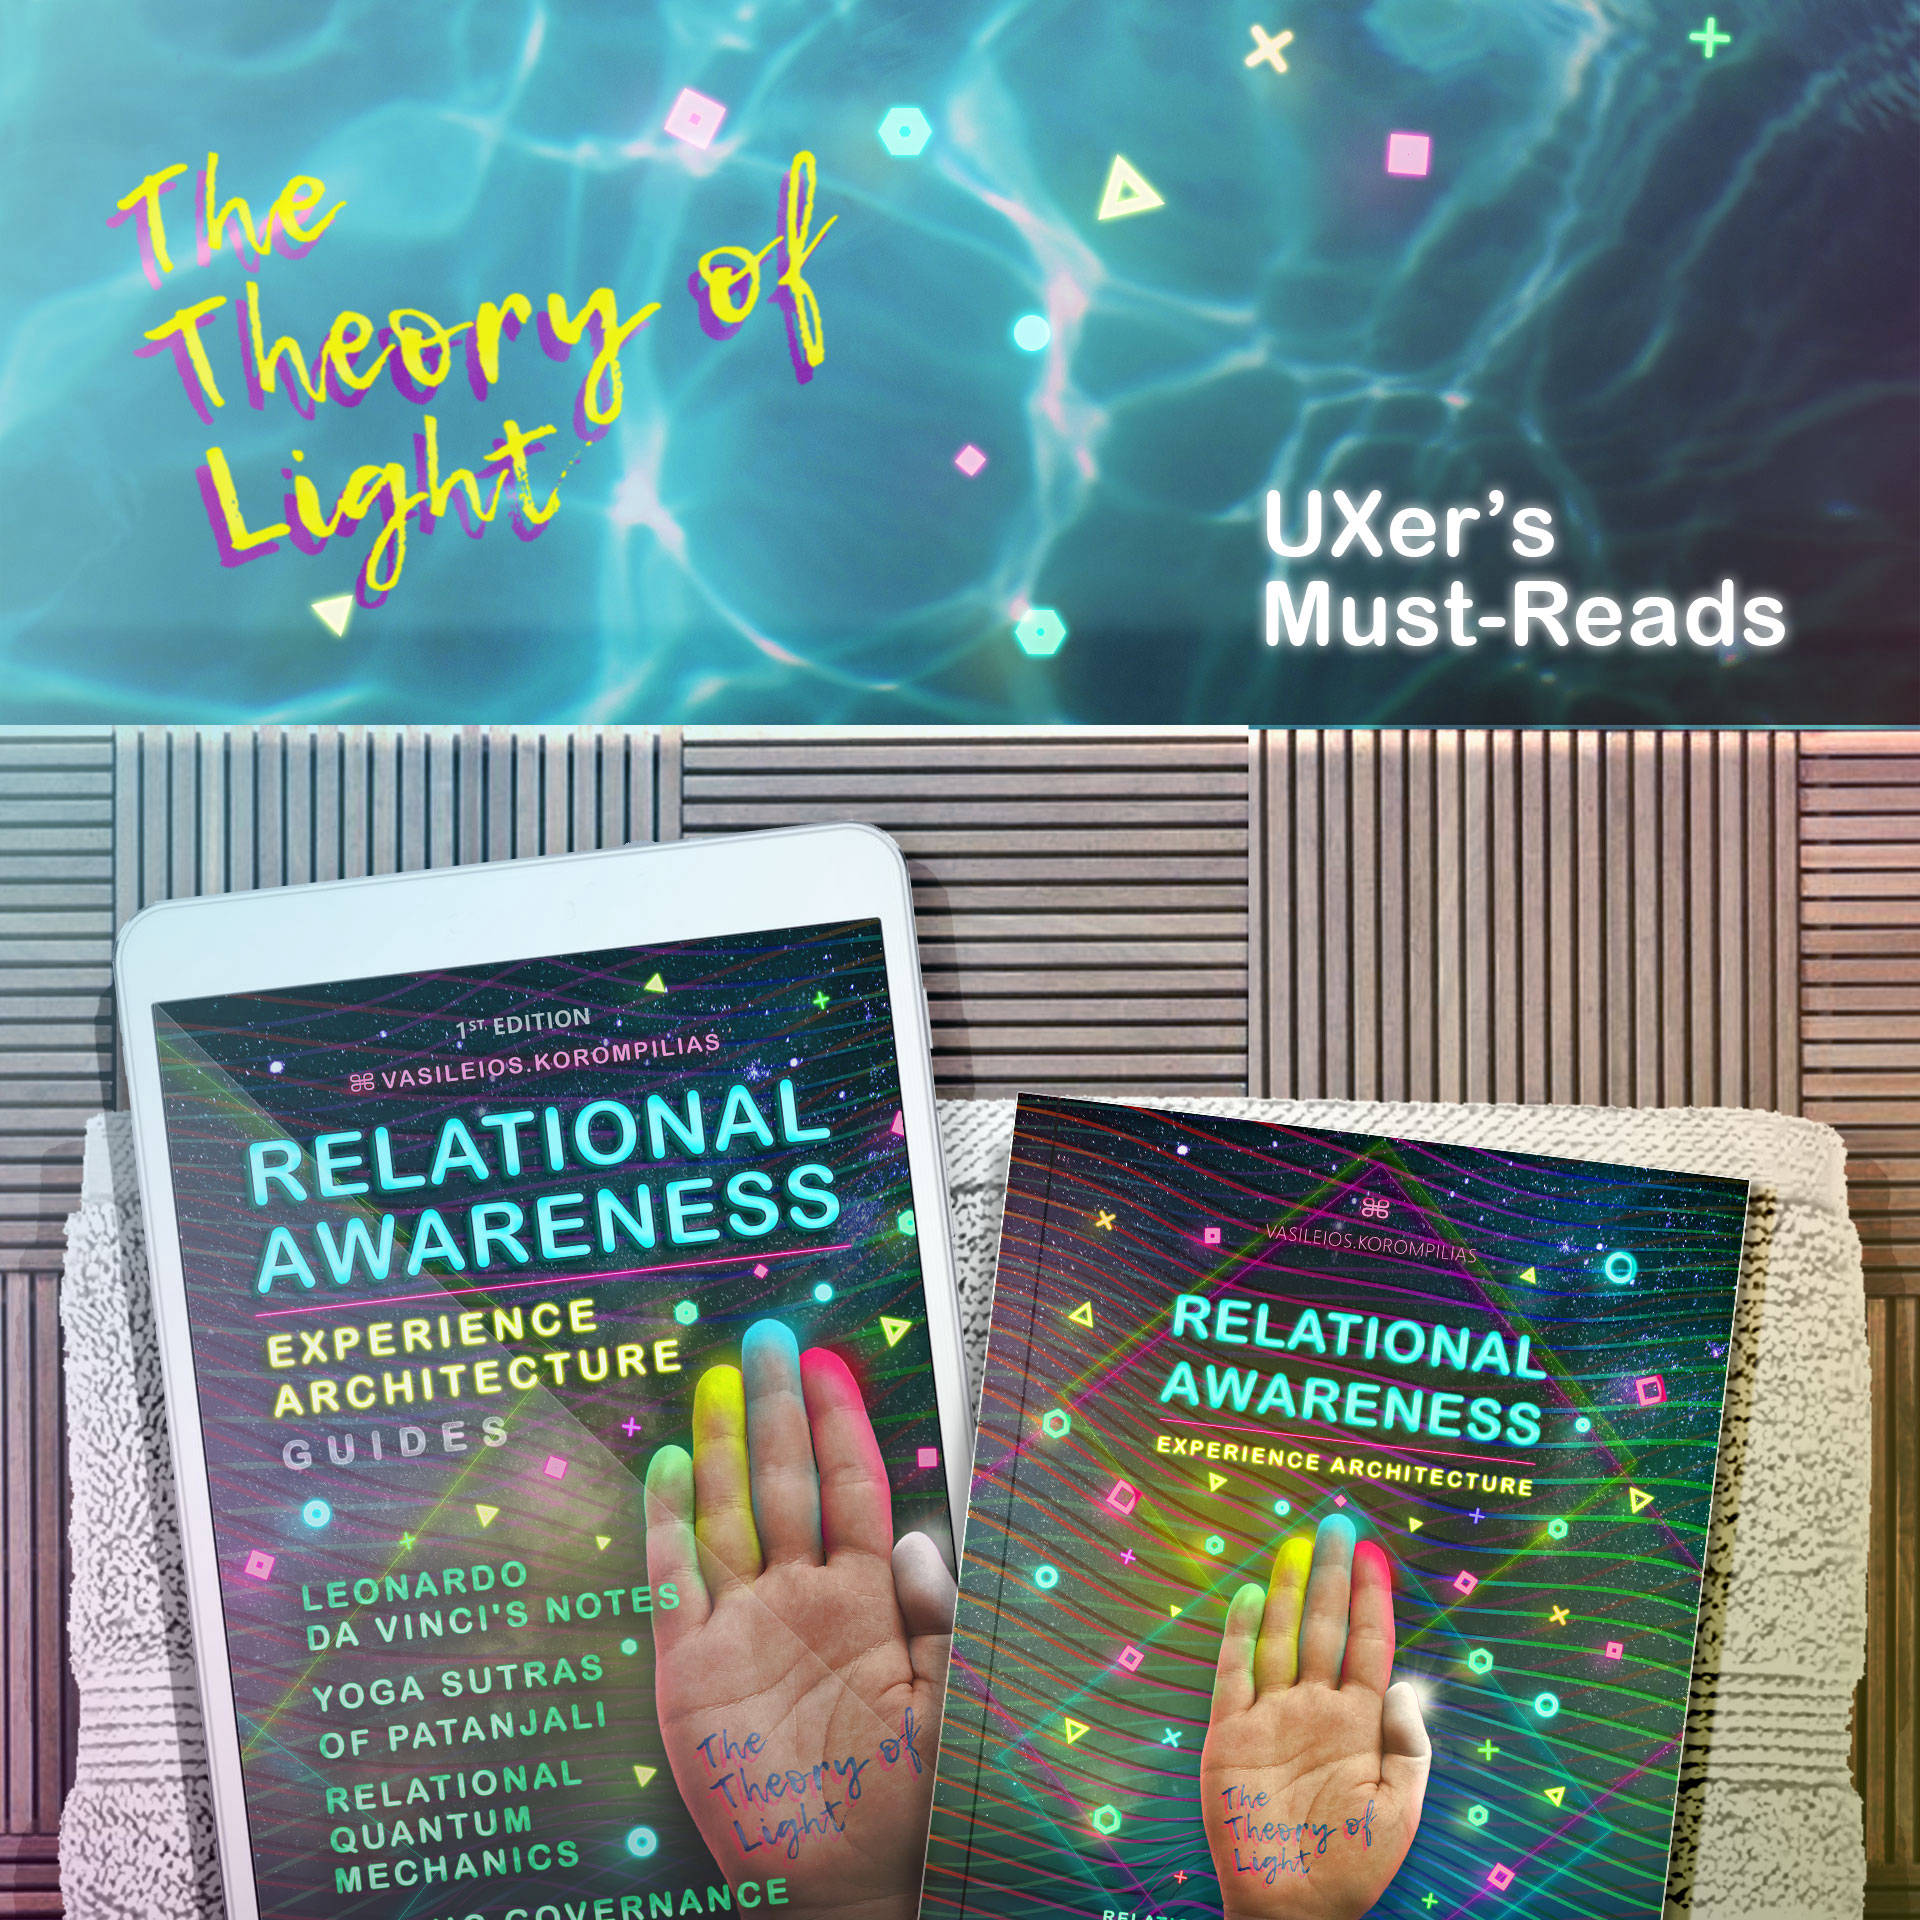 The
Theory of
Light
UXer's
Must-Reads
1ST EDITION
⌘ VASILEIOS.KOROMPILIAS
RELATIONAL
AWARENESS
EXPERIENCE
ARCHITECTURE
GUIDES
LEONARDO
DA VINCI'S NOTES
YOGA SUTRAS
OF PATANJALI
RELATIONAL
QUANTUM
MECHANICS
GOVERNANCE
The
Theory of
Light
⌘
VASILEIOS.KOROMPILIAS
RELATIONAL
AWARENESS
EXPERIENCE ARCHITECTURE
The
Theory of
Light